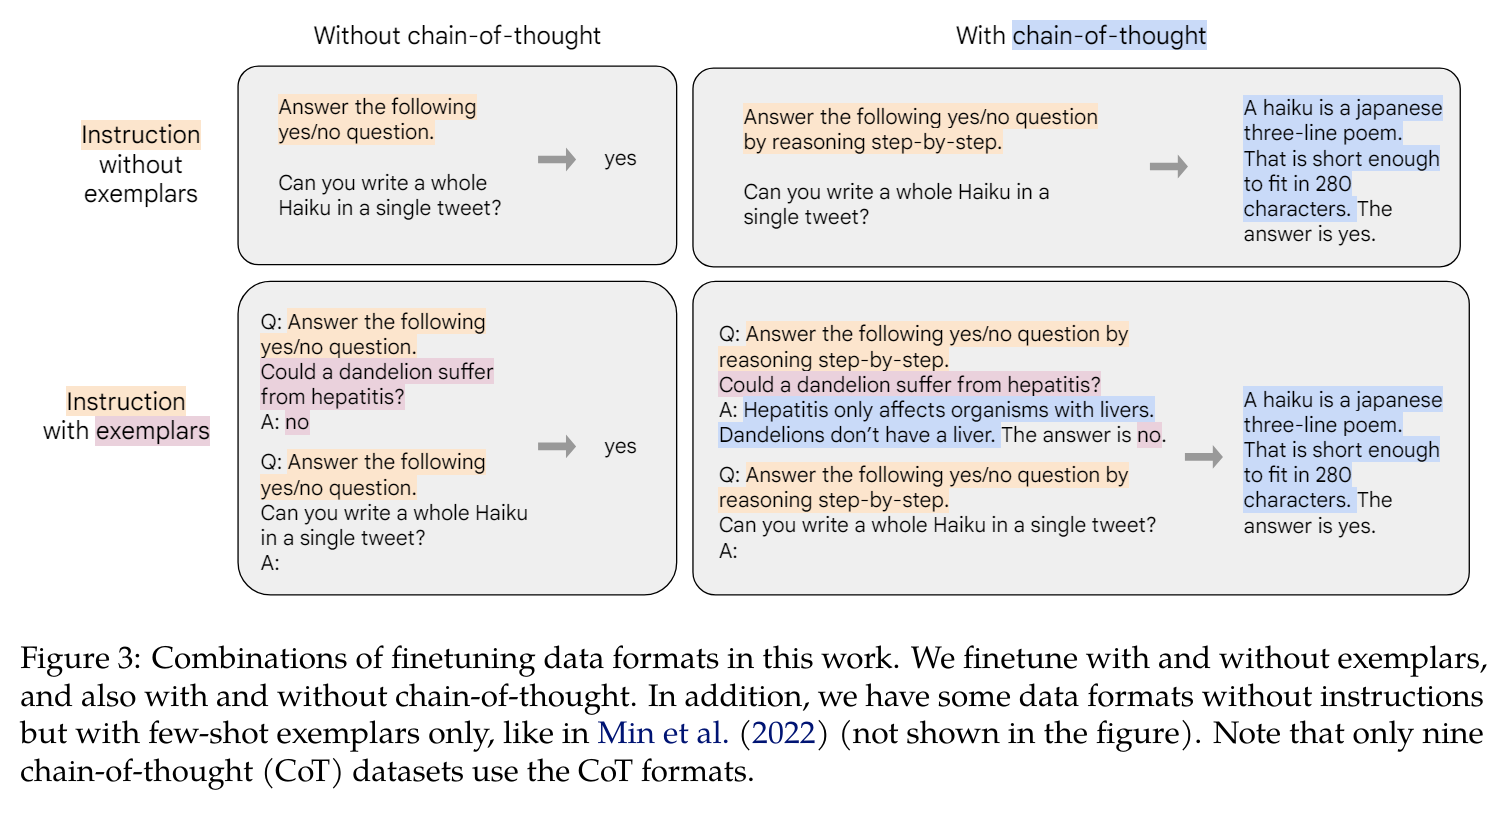 Without chain-of-thought
With chain-of-thought
Instruction
without
exemplars
Answer the following
yes/no question.
Can you write a whole
Haiku in a single tweet?
yes
Answer the following yes/no question
by reasoning step-by-step.
Can you write a whole Haiku in a
single tweet?
A haiku is a japanese
three-line poem.
That is short enough
to fit in 280
characters. The
answer is yes.
Instruction
with exemplars
Q: Answer the following
yes/no question.
Could a dandelion suffer
from hepatitis?
A: no
Q: Answer the following
yes/no question.
Can you write a whole Haiku
in a single tweet?
A:
yes
Q: Answer the following yes/no question by
reasoning step-by-step.
Could a dandelion suffer from hepatitis?
A: Hepatitis only affects organisms with livers.
Dandelions don’t have a liver. The answer is no.
Q: Answer the following yes/no question by
reasoning step-by-step.
Can you write a whole Haiku in a single tweet?
A:
A haiku is a japanese
three-line poem.
That is short enough
to fit in 280
characters. The
answer is yes.
Figure 3: Combinations of finetuning data formats in this work. We finetune with and without exemplars,
and also with and without chain-of-thought. In addition, we have some data formats without instructions
but with few-shot exemplars only, like in Min et al. (2022) (not shown in the figure). Note that only nine
chain-of-thought (CoT) datasets use the CoT formats.